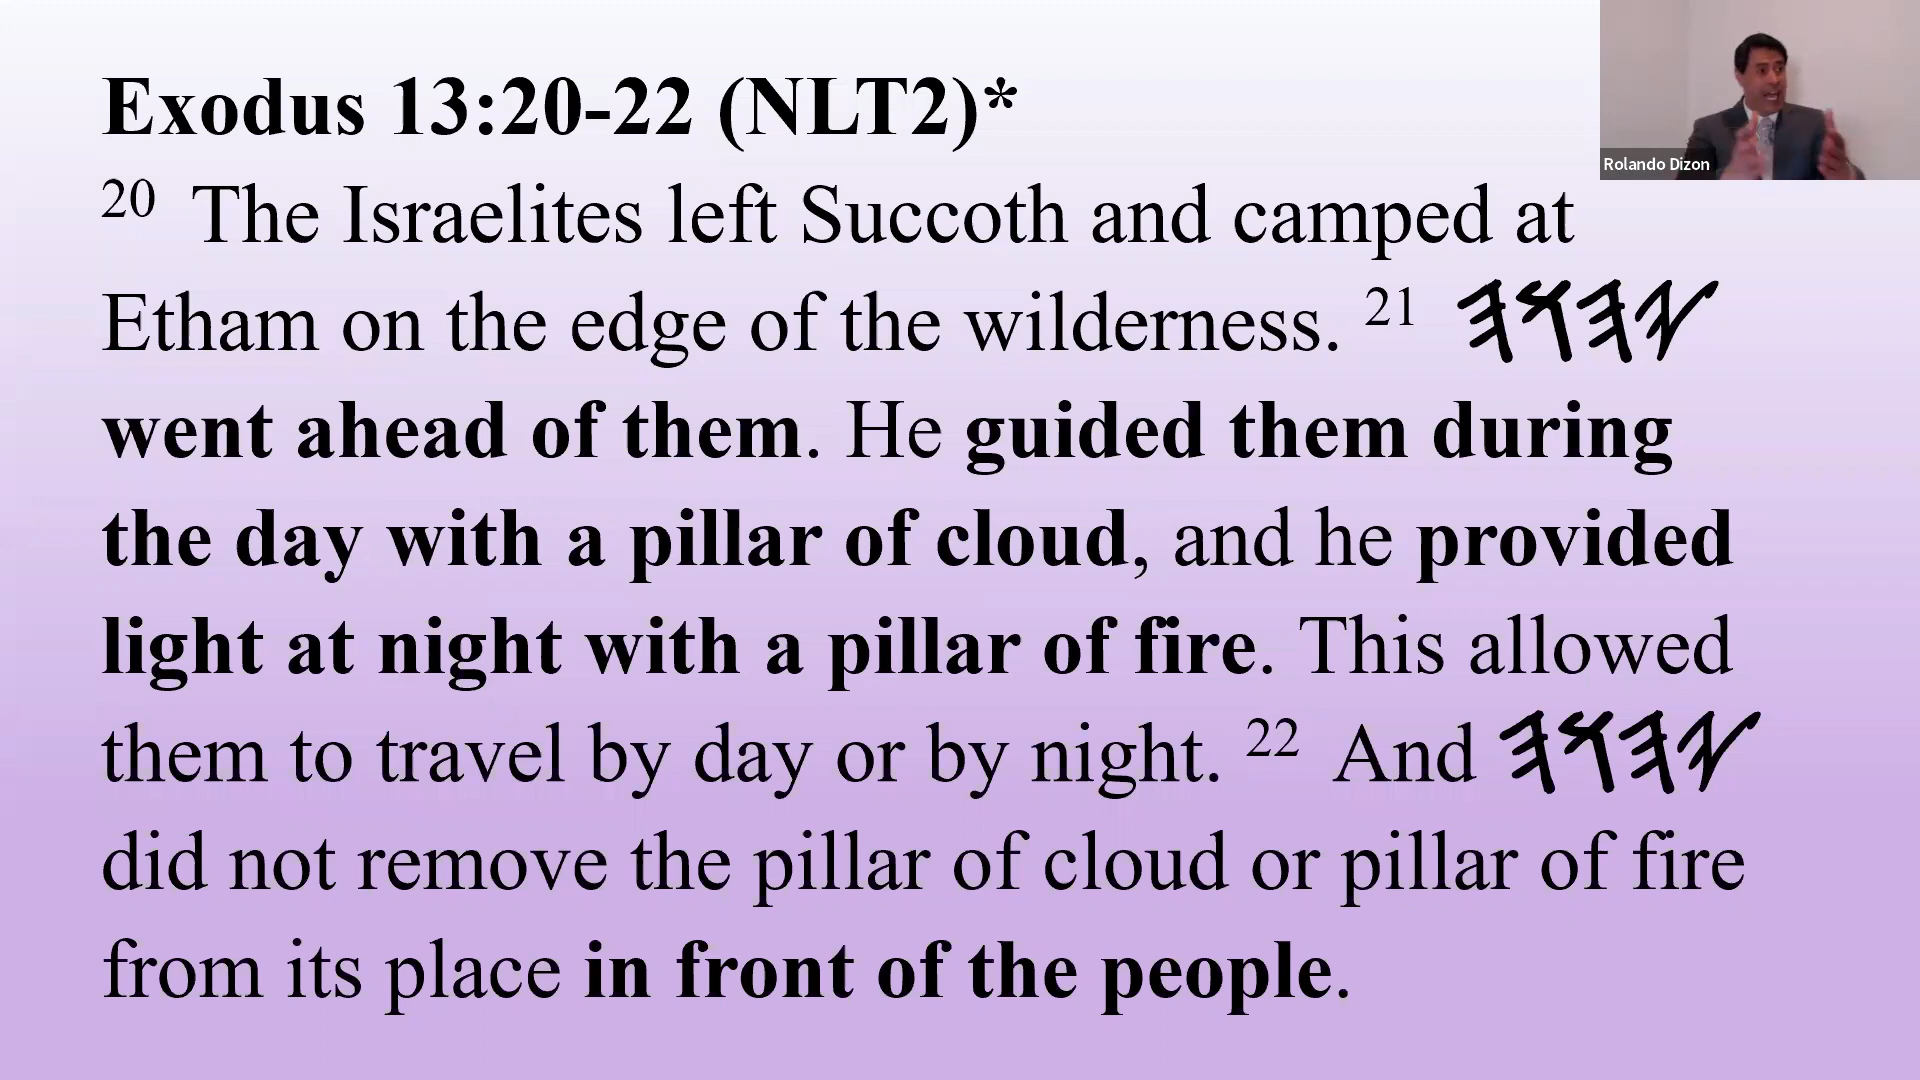 Exodus 13:20-22 (NLT2)*
20 The Israelites left Succoth and camped at
Etham on the edge of the wilderness. 21 𐤉𐤄𐤅𐤄
went ahead of them. He guided them during
the day with a pillar of cloud, and he provided
light at night with a pillar of fire. This allowed
them to travel by day or by night. 22 And 𐤉𐤄𐤅𐤄
did not remove the pillar of cloud or pillar of fire
from its place in front of the people.
Rolando Dizon